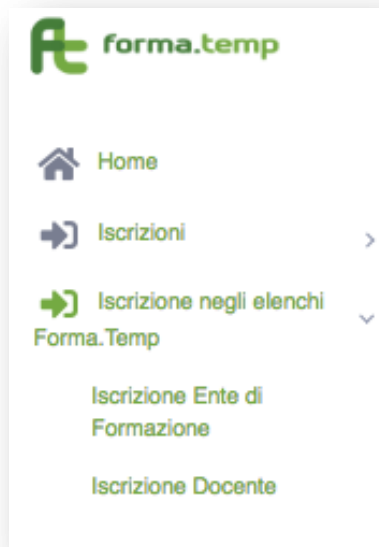 forma.temp
Home
Iscrizioni
Iscrizione negli elenchi
Forma.Temp
Iscrizione Ente di
Formazione
Iscrizione Docente